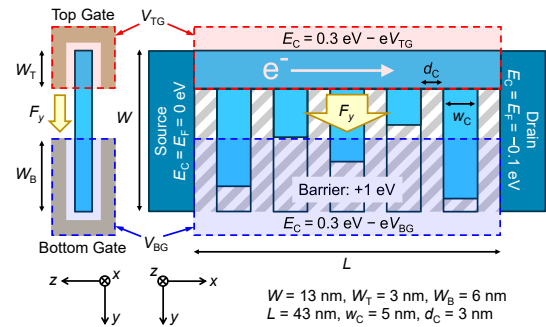 Top Gate
V_TG
E_C = 0.3 eV − eV_TG
W_T
e⁻
d_C
F_y
W
Source
E_C = E_F = 0 eV
F_y
w_C
Drain
E_C = E_F = −0.1 eV
W_B
Barrier: +1 eV
Bottom Gate
V_BG
E_C = 0.3 eV − eV_BG
L
z x
y
z x
y
W = 13 nm, W_T = 3 nm, W_B = 6 nm
L = 43 nm, w_C = 5 nm, d_C = 3 nm